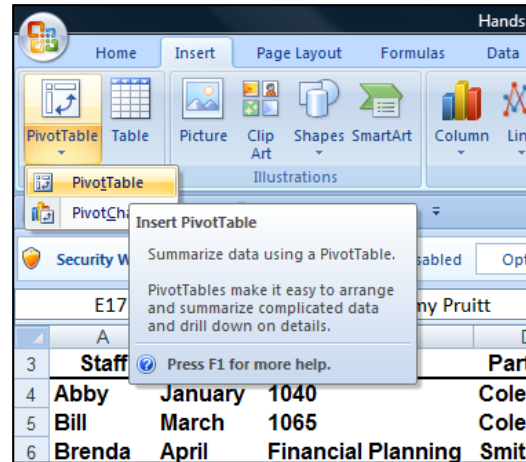 Hands
Home Insert Page Layout Formulas Data
PivotTable Table Picture Clip Art Shapes SmartArt Column Lin
Illustrations
PivotTable
PivotCha
Insert PivotTable
Summarize data using a PivotTable.
PivotTables make it easy to arrange
and summarize complicated data
and drill down on details.
Press F1 for more help.
Security W sabled Opt
E17 my Pruitt
A D
3 Staff Part
4 Abby January 1040 Cole
5 Bill March 1065 Cole
6 Brenda April Financial Planning Smit